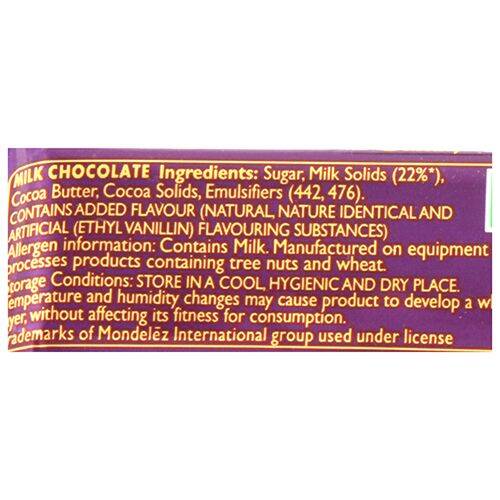 MILK CHOCOLATE Ingredients: Sugar, Milk Solids (22%*),
Cocoa Butter, Cocoa Solids, Emulsifiers (442, 476).
CONTAINS ADDED FLAVOUR (NATURAL, NATURE IDENTICAL AND
ARTIFICIAL (ETHYL VANILLIN) FLAVOURING SUBSTANCES)
Allergen information: Contains Milk. Manufactured on equipment
processes products containing tree nuts and wheat.
Storage Conditions: STORE IN A COOL, HYGIENIC AND DRY PLACE.
Temperature and humidity changes may cause product to develop a
without affecting its fitness for consumption.
rademarks of Mondelēz International group used under license